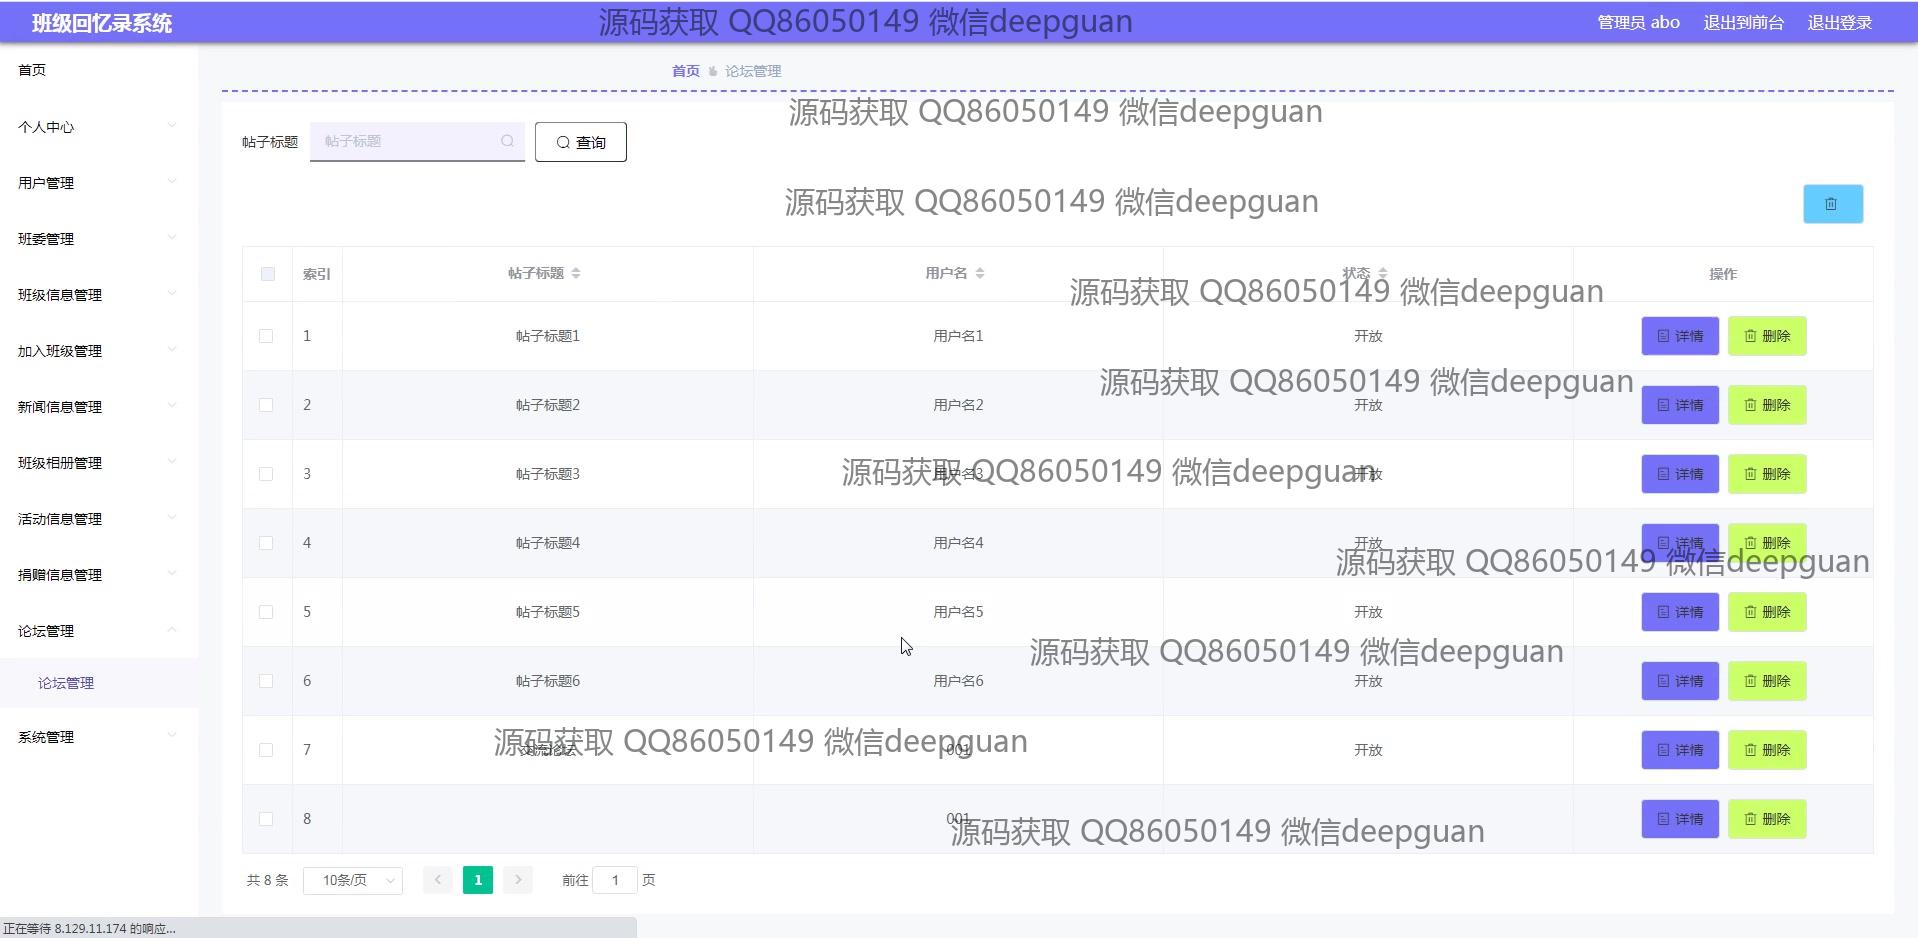 班级回忆录系统 源码获取 QQ86050149 微信deepguan 管理员 abo 退出到前台 退出登录
首页
首页 论坛管理
源码获取 QQ86050149 微信deepguan
个人中心
帖子标题 帖子标题 查询
用户管理
源码获取 QQ86050149 微信deepguan
班委管理
索引 帖子标题 用户名 状态 操作
源码获取 QQ86050149 微信deepguan
班级信息管理
1 帖子标题1 用户名1 开放 详情 删除
加入班级管理
源码获取 QQ86050149 微信deepguan
2 帖子标题2 用户名2 开放 详情 删除
新闻信息管理
源码获取 QQ86050149 微信deepguan
3 帖子标题3 用户名3 开放 详情 删除
班级相册管理
4 帖子标题4 用户名4 开放 详情 删除
活动信息管理
源码获取 QQ86050149 微信deepguan
捐赠信息管理
5 帖子标题5 用户名5 开放 详情 删除
论坛管理
源码获取 QQ86050149 微信deepguan
6 帖子标题6 用户名6 开放 详情 删除
论坛管理
系统管理
源码获取 QQ86050149 微信deepguan
7 交流论坛 001 开放 详情 删除
8 001 详情 删除
源码获取 QQ86050149 微信deepguan
共 8 条 10条/页 1 前往 1 页
正在等待 8.129.11.174 的响应...